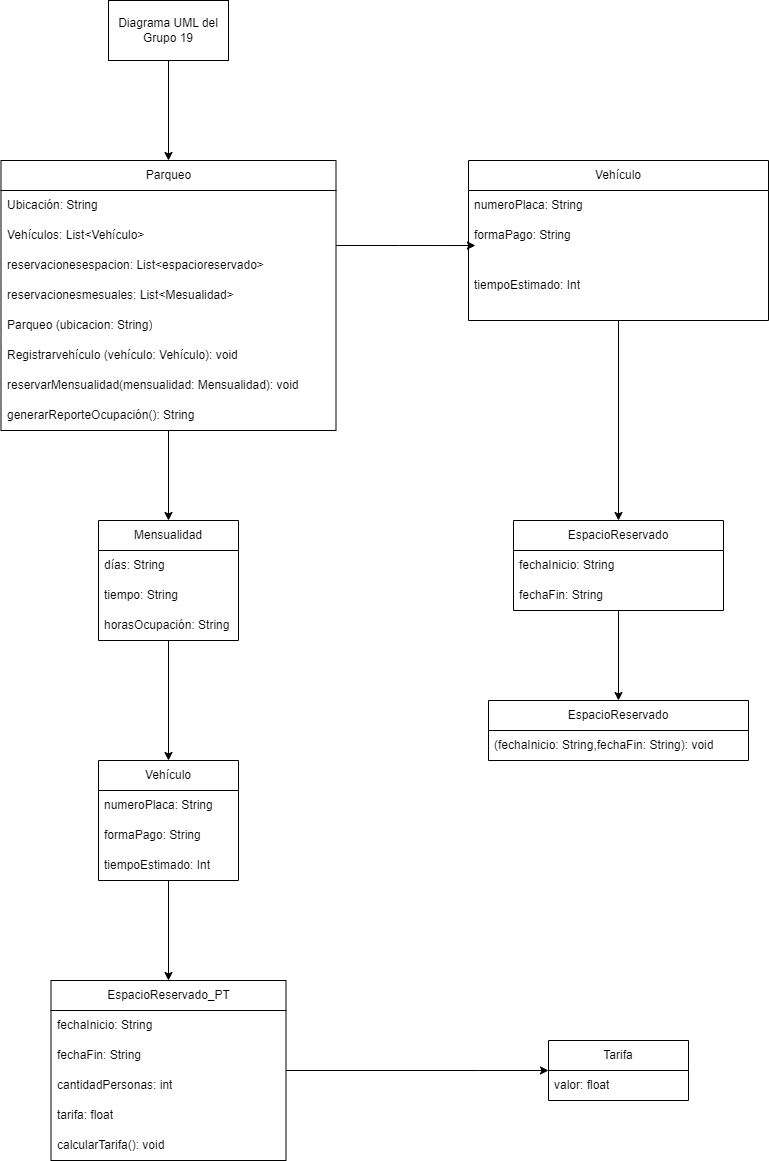 Diagrama UML del
Grupo 19
Parqueo
Ubicación: String
Vehículos: List<Vehículo>
reservacionesespacion: List<espacioreservado>
reservacionesmesuales: List<Mesualidad>
Parqueo (ubicacion: String)
Registrarvehículo (vehículo: Vehículo): void
reservarMensualidad(mensualidad: Mensualidad): void
generarReporteOcupación(): String
Vehículo
numeroPlaca: String
formaPago: String
tiempoEstimado: Int
Mensualidad
días: String
tiempo: String
horasOcupación: String
EspacioReservado
fechaInicio: String
fechaFin: String
EspacioReservado
(fechaInicio: String,fechaFin: String): void
Vehículo
numeroPlaca: String
formaPago: String
tiempoEstimado: Int
EspacioReservado_PT
fechaInicio: String
fechaFin: String
cantidadPersonas: int
tarifa: float
calcularTarifa(): void
Tarifa
valor: float